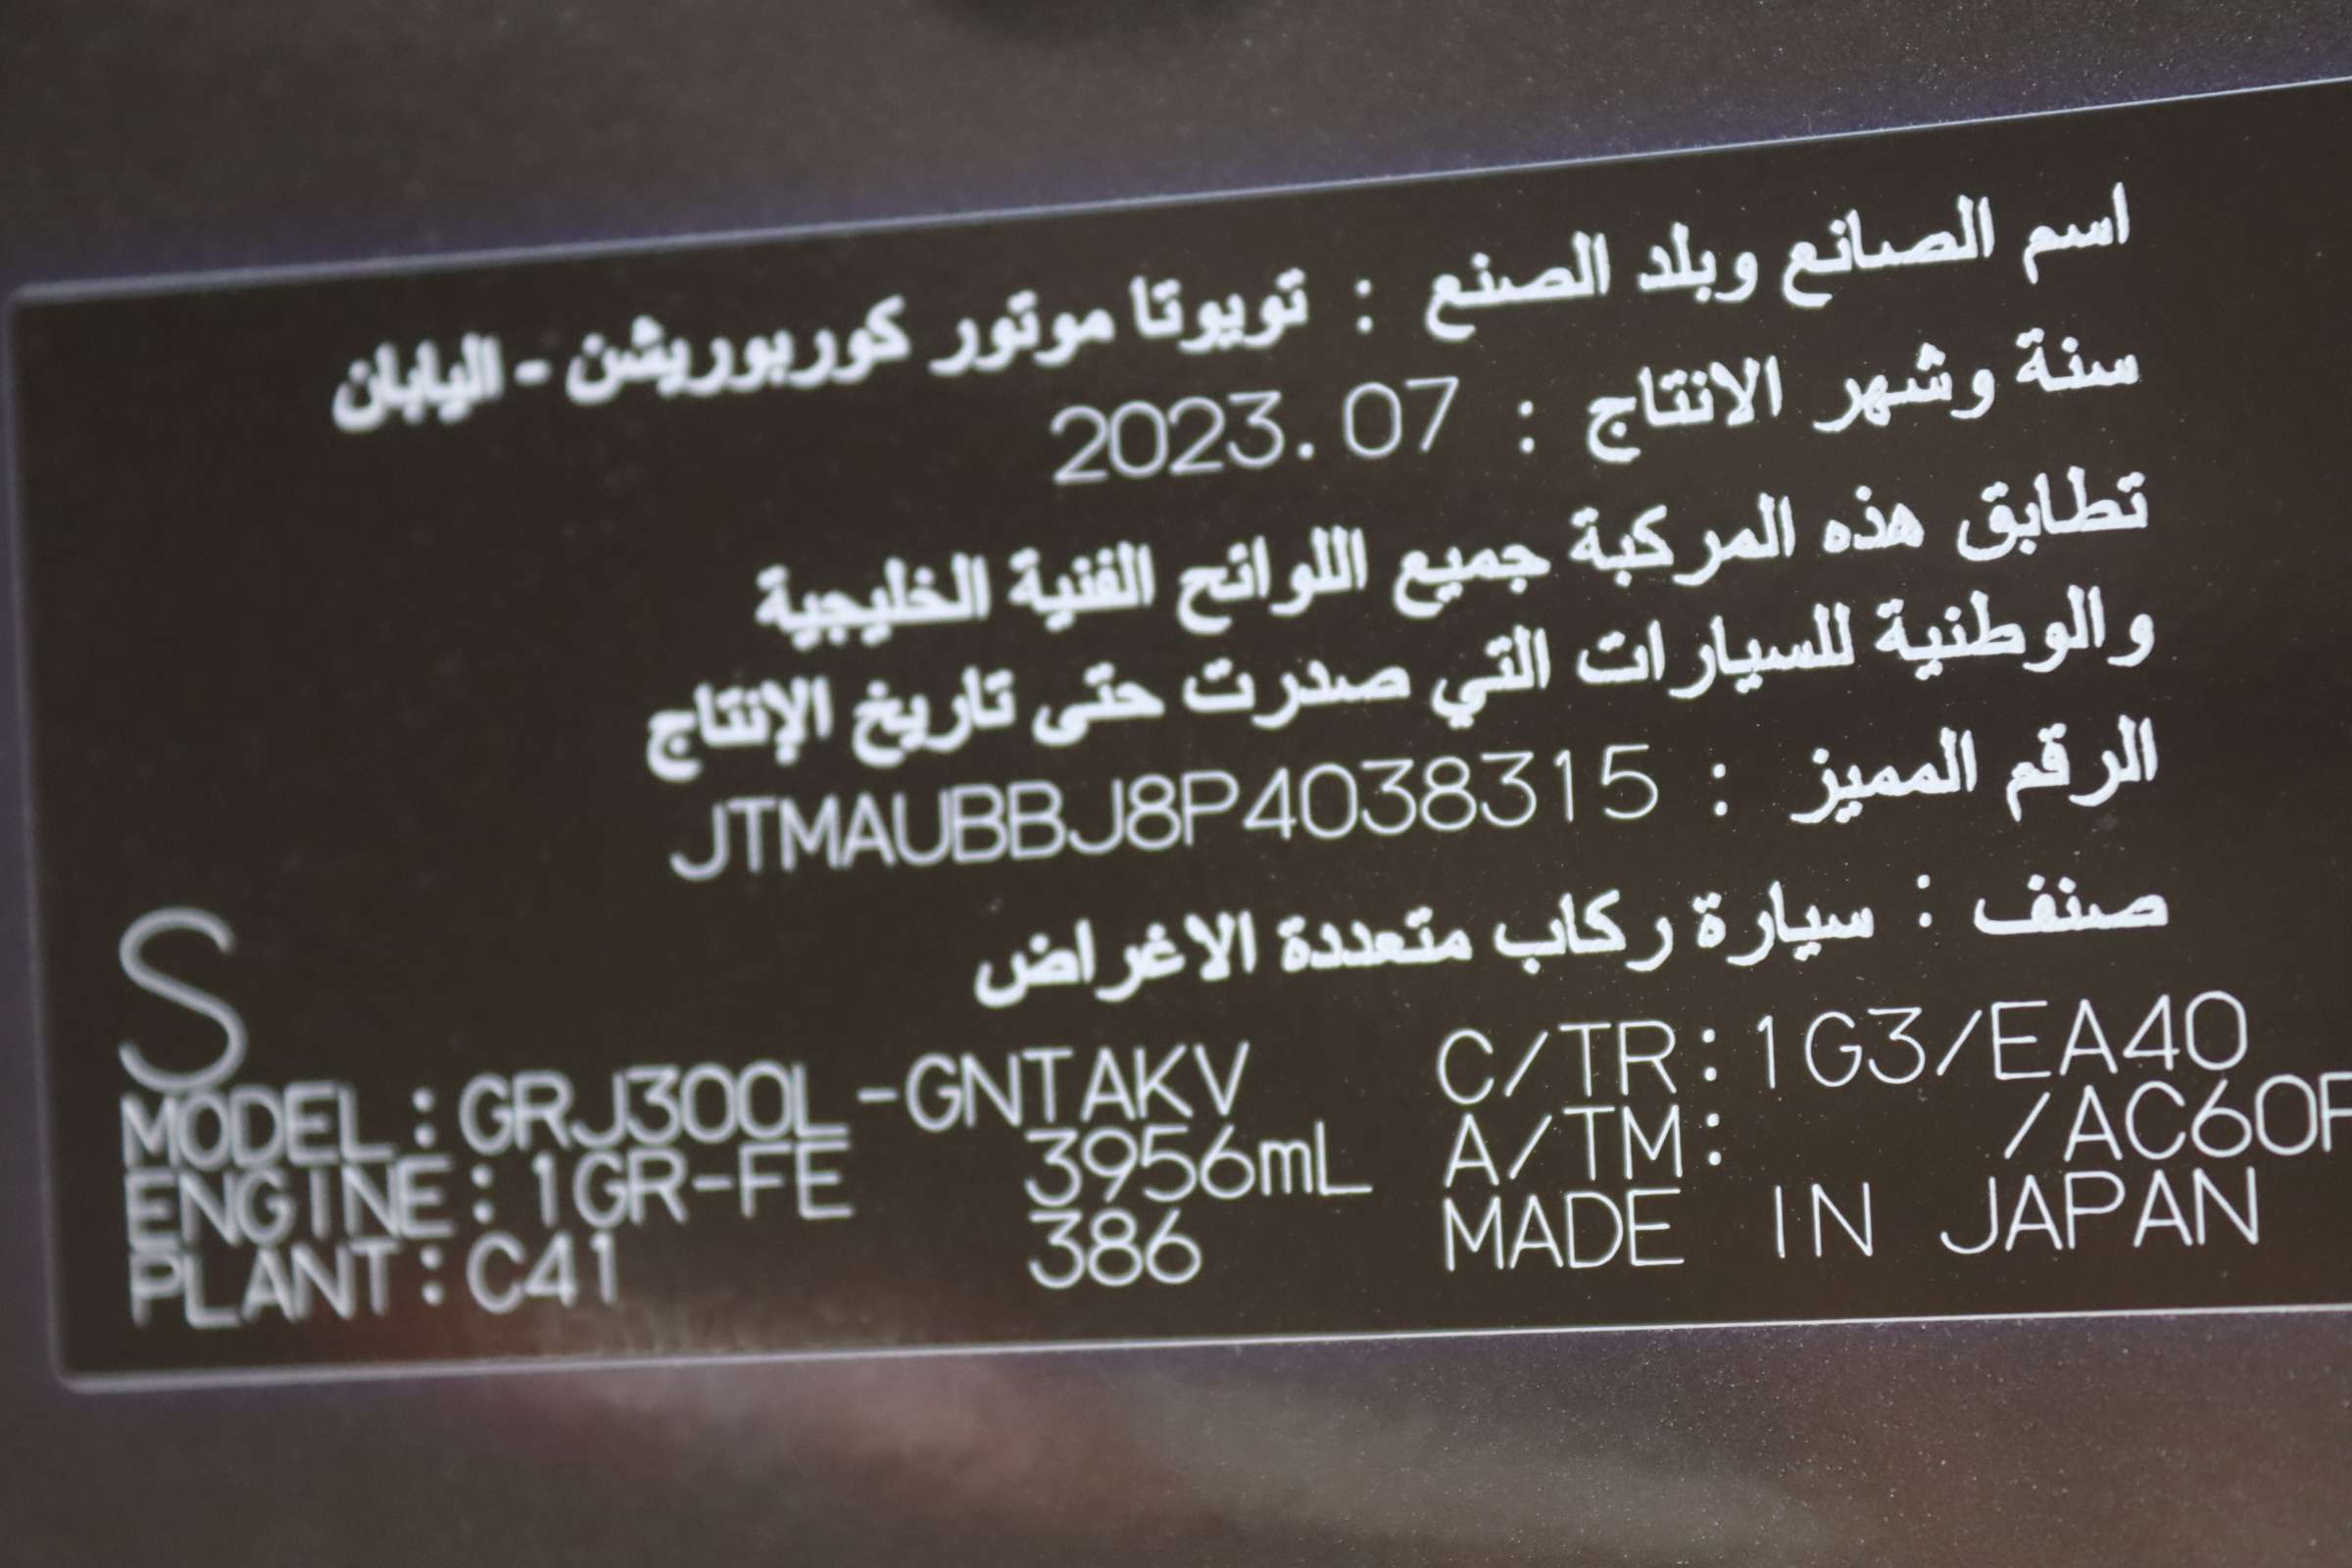 اسم الصانع وبلد الصنع : تويوتا موتور كوربوريشن - اليابان
سنة وشهر الانتاج : 2023.07
تطابق هذه المركبة جميع اللوائح الفنية الخليجية
والوطنية للسيارات التي صدرت حتى تاريخ الإنتاج
الرقم المميز : JTMAUBBJ8P4038315
صنف : سيارة ركاب متعددة الاغراض
S
MODEL:GRJ300L-GNTAKV C/TR:1G3/EA40
ENGINE:1GR-FE 3956mL A/TM: /AC60F
PLANT:C41 386 MADE IN JAPAN